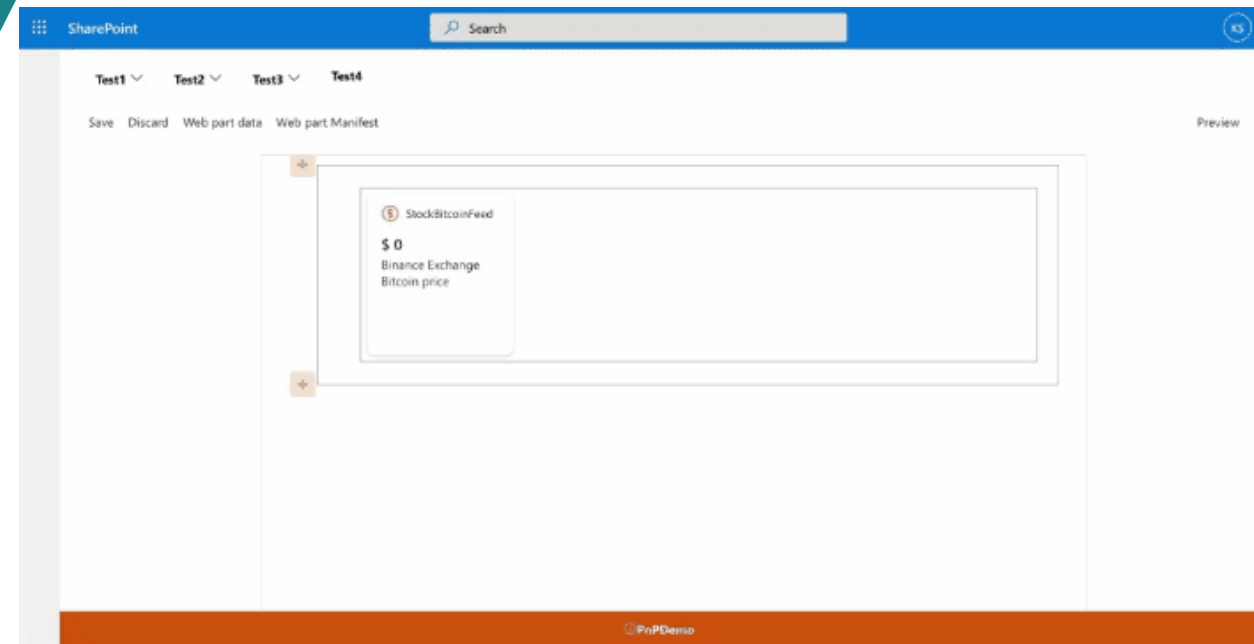 SharePoint
Search
KS
Test1 Test2 Test3 Test4
Save Discard Web part data Web part Manifest
Preview
$ StockBitcoinFeed
$ 0
Binance Exchange
Bitcoin price
PnPDemo